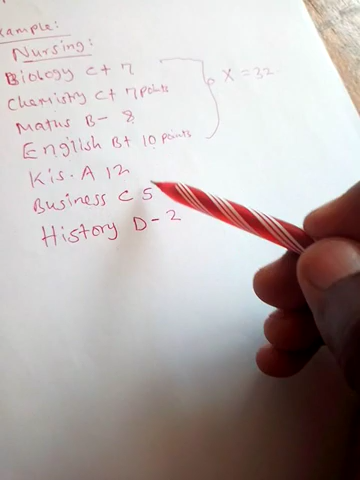 Example:
Nursing:
Biology C+ 7
Chemistry C+ 7 points
Maths B- 8
English B+ 10 points
X = 32
Kis. A 12
Business C 5
History D- 2